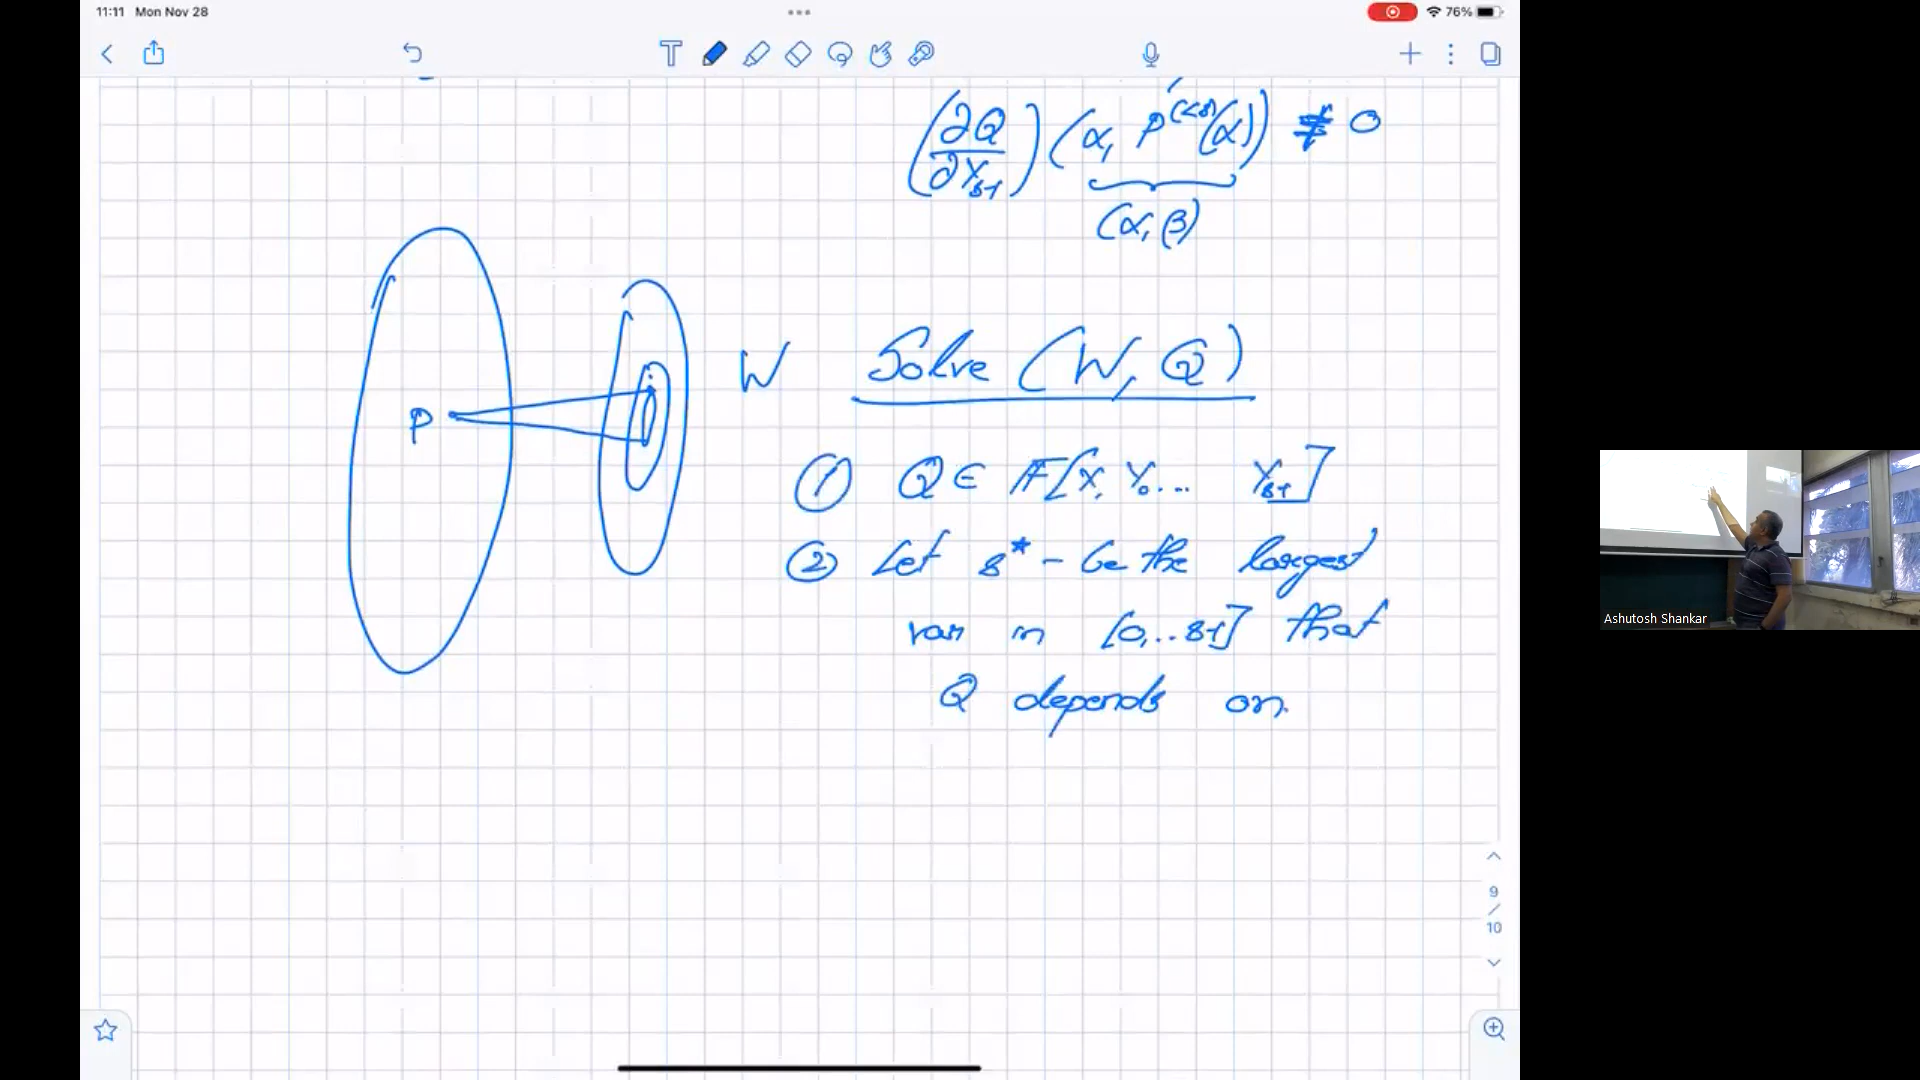 11:11 Mon Nov 28
76%
(∂Q/∂Y_{s-1}) (α, P^{(<s)}(α)) ≠ 0
(α, β)
P
W Solve (W, Q)
① Q ∈ F[X, Y_0 ... Y_{s-1}]
② Let s* - be the largest
var in [0,..s-1] that
Q depends on.
Ashutosh Shankar
9
/
10